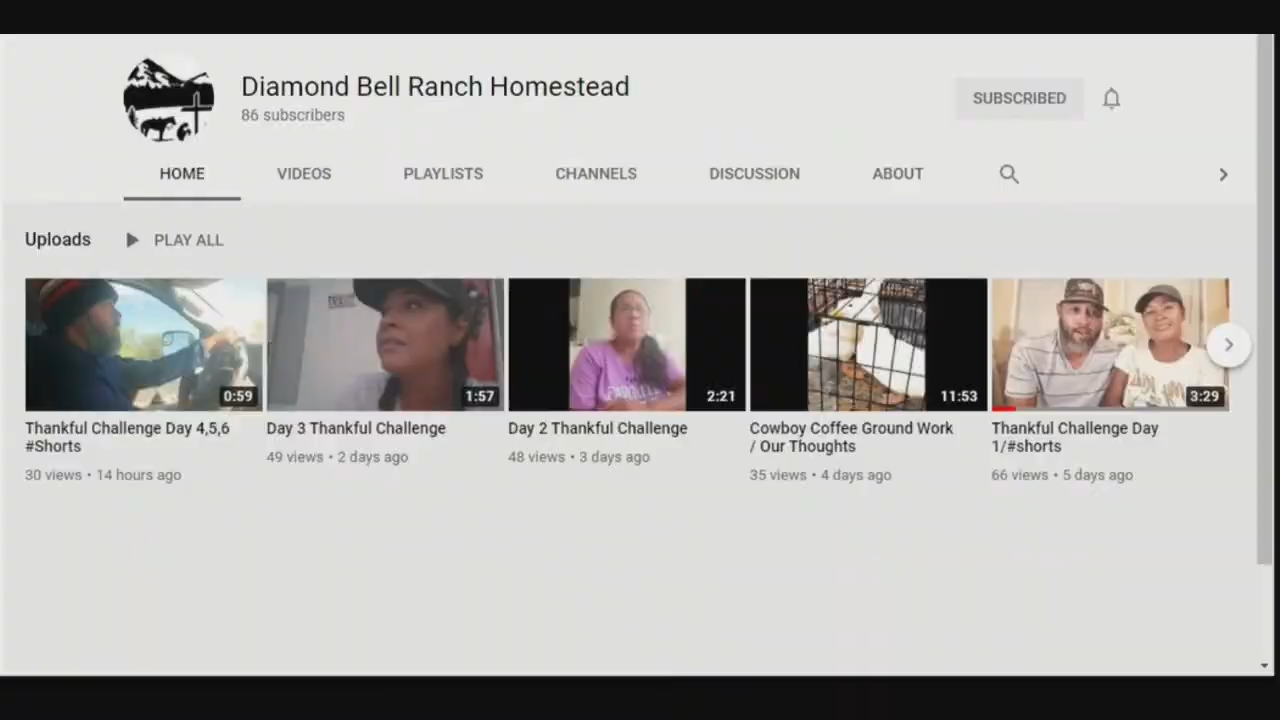 Diamond Bell Ranch Homestead
86 subscribers
SUBSCRIBED
HOME
VIDEOS
PLAYLISTS
CHANNELS
DISCUSSION
ABOUT
Uploads
PLAY ALL
0:59
1:57
2:21
11:53
3:29
Thankful Challenge Day 4,5,6
#Shorts
30 views • 14 hours ago
Day 3 Thankful Challenge
49 views • 2 days ago
Day 2 Thankful Challenge
48 views • 3 days ago
Cowboy Coffee Ground Work
/ Our Thoughts
35 views • 4 days ago
Thankful Challenge Day
1/#shorts
66 views • 5 days ago